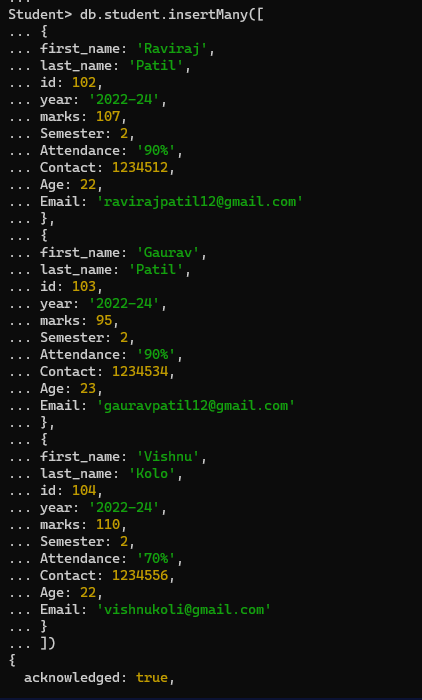 ...
Student> db.student.insertMany([
... {
... first_name: 'Raviraj',
... last_name: 'Patil',
... id: 102,
... year: '2022-24',
... marks: 107,
... Semester: 2,
... Attendance: '90%',
... Contact: 1234512,
... Age: 22,
... Email: 'ravirajpatil12@gmail.com'
... },
... {
... first_name: 'Gaurav',
... last_name: 'Patil',
... id: 103,
... year: '2022-24',
... marks: 95,
... Semester: 2,
... Attendance: '90%',
... Contact: 1234534,
... Age: 23,
... Email: 'gauravpatil12@gmail.com'
... },
... {
... first_name: 'Vishnu',
... last_name: 'Kolo',
... id: 104,
... year: '2022-24',
... marks: 110,
... Semester: 2,
... Attendance: '70%',
... Contact: 1234556,
... Age: 22,
... Email: 'vishnukoli@gmail.com'
... }
... ])
{
  acknowledged: true,